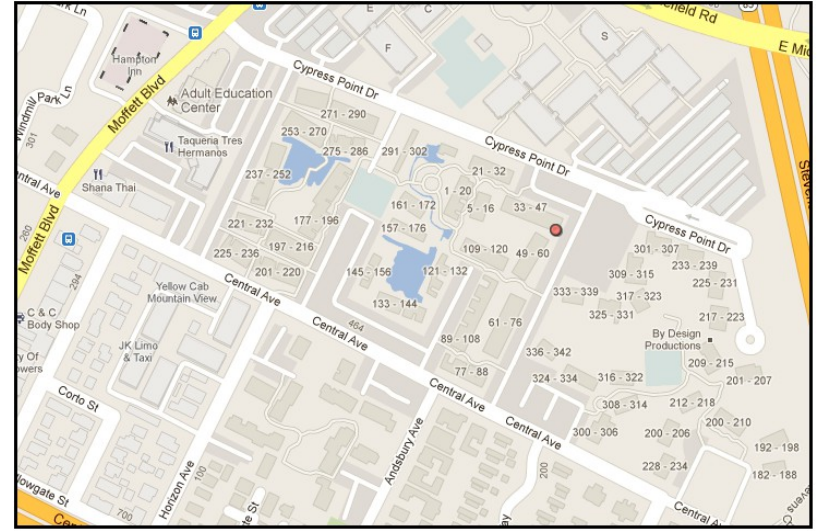 Park Ln
Hampton
Inn
E
C
F
S
E Mid
Cypress Point Dr
Moffett Blvd
Windmill Park Ln
Adult Education
Center
271 - 290
253 - 270
301
Taqueria Tres
Hermanos
275 - 286
291 - 302
Cypress Point Dr
237 - 252
21 - 32
Shana Thai
1 - 20
161 - 172
5 - 16
33 - 47
Central Ave
221 - 232
177 - 196
157 - 176
Cypress Point Dr
260
Moffett Blvd
225 - 236
197 - 216
109 - 120
49 - 60
301 - 307
233 - 239
201 - 220
145 - 156
121 - 132
309 - 315
225 - 231
294
Yellow Cab
Mountain View
Central Ave
133 - 144
333 - 339
317 - 323
325 - 331
217 - 223
C & C
Body Shop
464
Central Ave
61 - 76
By Design
Productions
JK Limo
& Taxi
89 - 108
336 - 342
209 - 215
77 - 88
324 - 334
316 - 322
201 - 207
Corto St
Central Ave
308 - 314
212 - 218
200 - 210
Andsbury Ave
Central Ave
300 - 306
200 - 206
192 - 198
Horizon Ave
100
200
228 - 234
182 - 188
700
Central Av